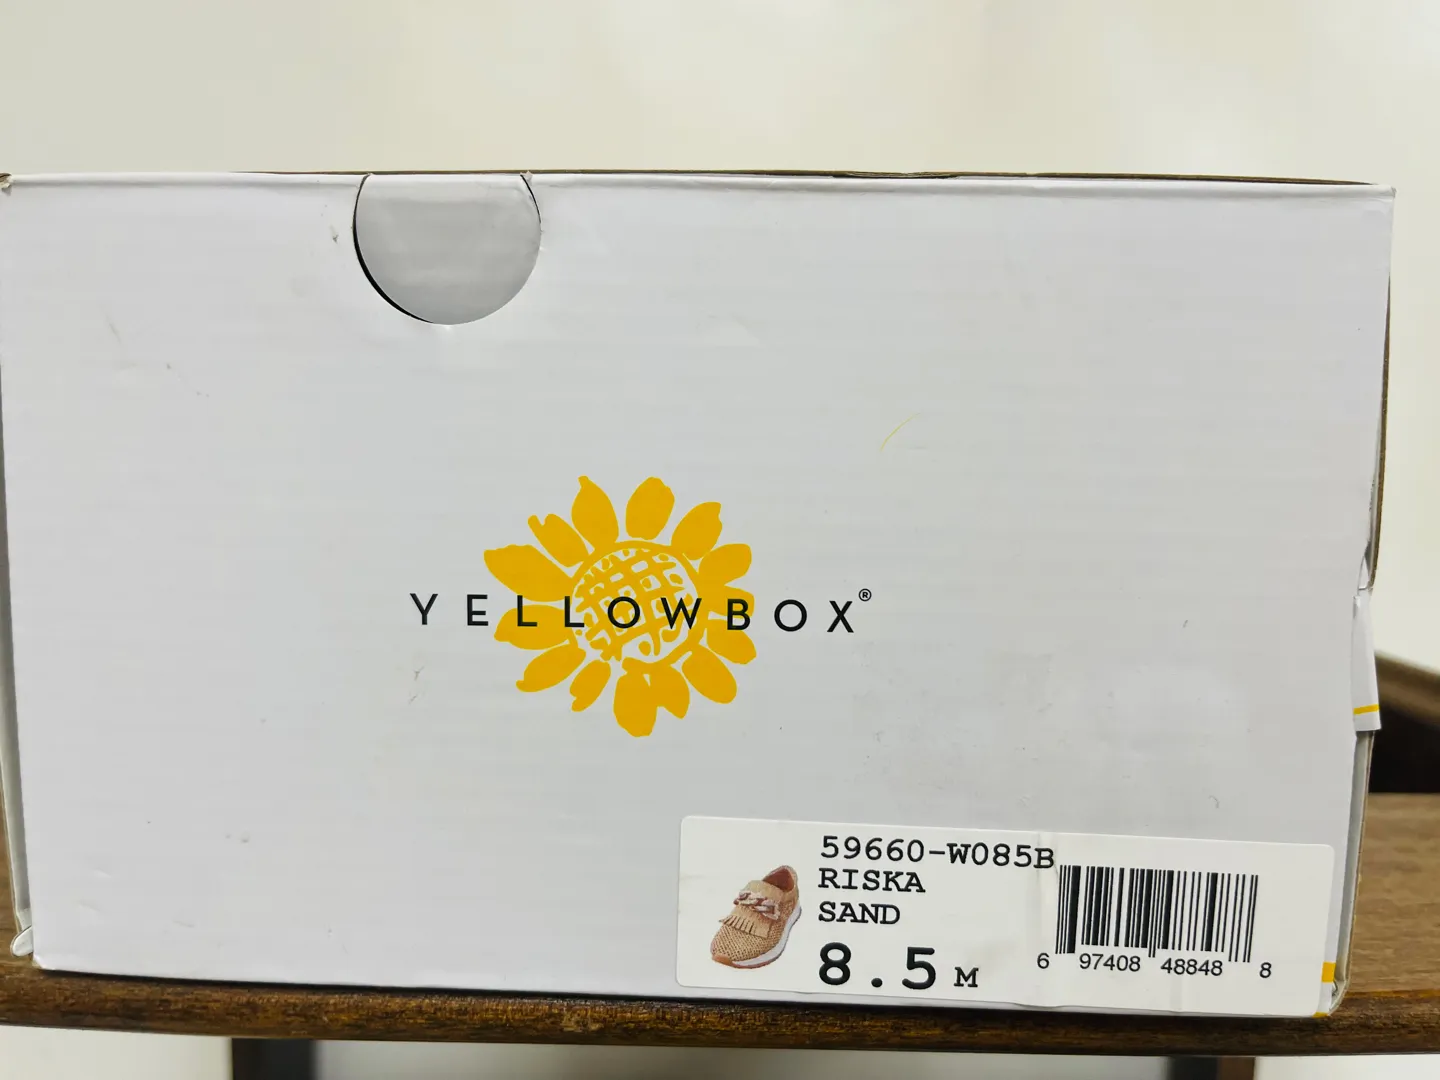 YELLOWBOX®
59660-W085B
RISKA
SAND
8.5 M
6 97408 48848 8